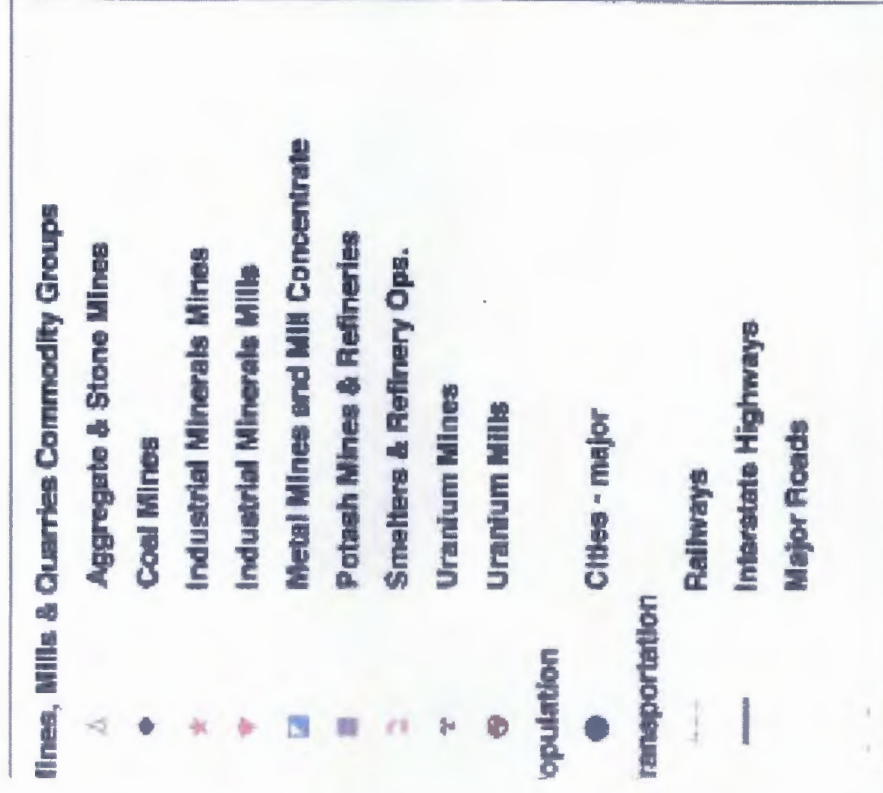 lines, Mills & Quarries Commodity Groups
Aggregate & Stone Mines
Coal Mines
Industrial Minerals Mines
Industrial Minerals Mills
Metal Mines and Mill Concentrate
Potash Mines & Refineries
Smelters & Refinery Ops.
Uranium Mines
Uranium Mills
opulation
Cities - major
ransportation
Railways
Interstate Highways
Major Roads